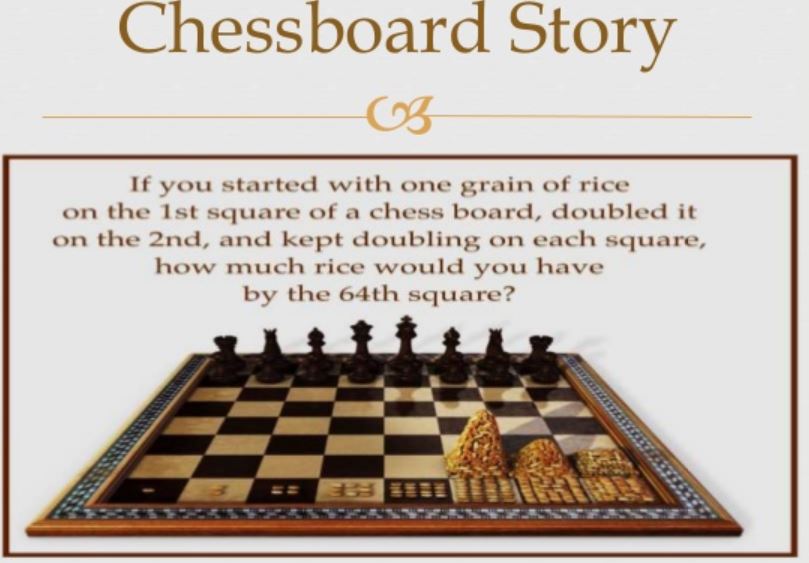 Chessboard Story
If you started with one grain of rice
on the 1st square of a chess board, doubled it
on the 2nd, and kept doubling on each square,
how much rice would you have
by the 64th square?